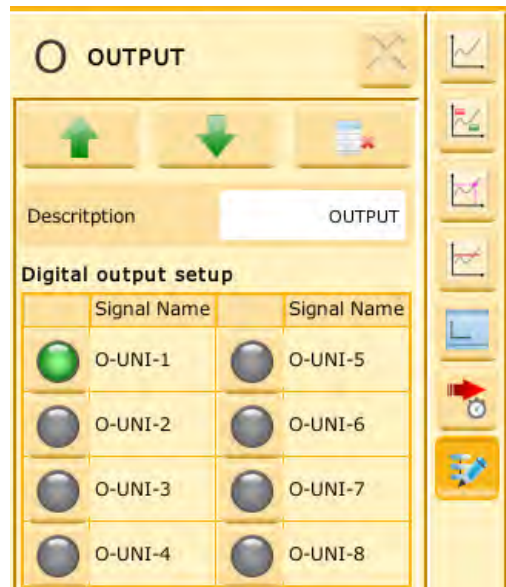 O OUTPUT
Descritption OUTPUT
Digital output setup
Signal Name Signal Name
O-UNI-1 O-UNI-5
O-UNI-2 O-UNI-6
O-UNI-3 O-UNI-7
O-UNI-4 O-UNI-8